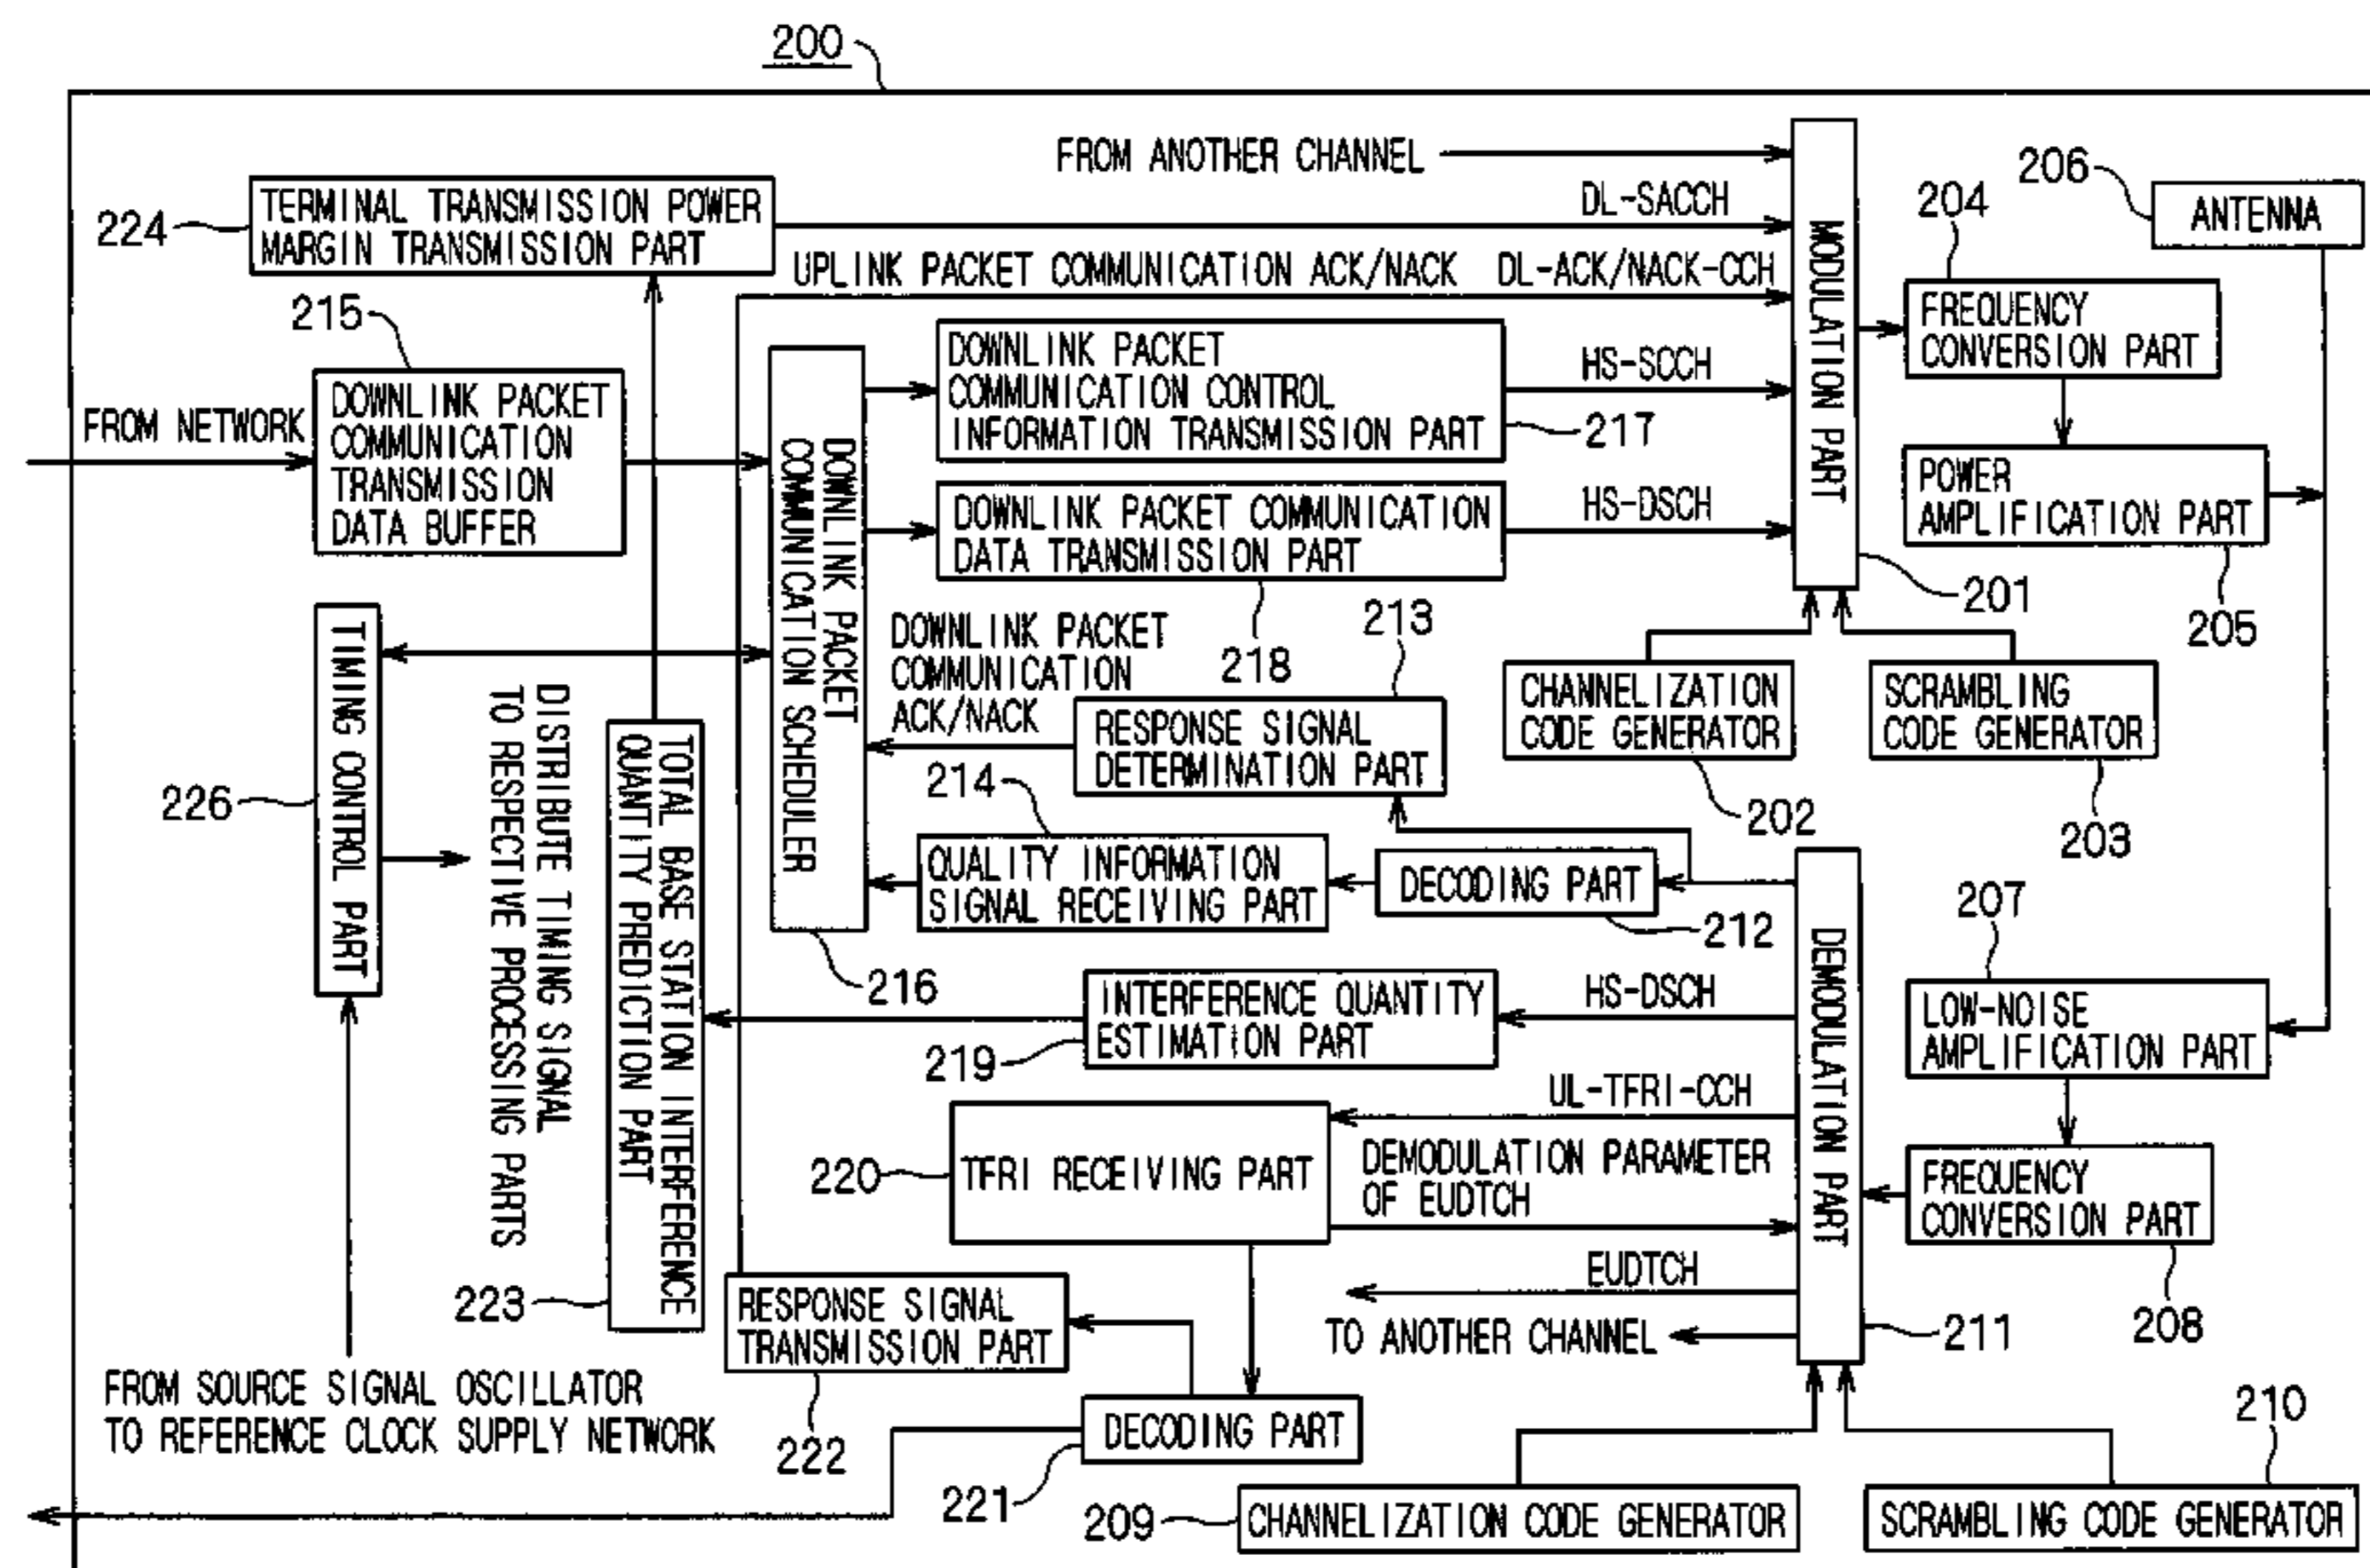 200
FROM ANOTHER CHANNEL
206
ANTENNA
204
224
TERMINAL TRANSMISSION POWER
MARGIN TRANSMISSION PART
DL-SACCH
UPLINK PACKET COMMUNICATION ACK/NACK DL-ACK/NACK-CCH
MODULATION PART
FREQUENCY
CONVERSION PART
215
FROM NETWORK
DOWNLINK PACKET
COMMUNICATION
TRANSMISSION
DATA BUFFER
DOWNLINK PACKET
COMMUNICATION SCHEDULER
DOWNLINK PACKET
COMMUNICATION CONTROL
INFORMATION TRANSMISSION PART
HS-SCCH
217
POWER
AMPLIFICATION PART
DOWNLINK PACKET COMMUNICATION
DATA TRANSMISSION PART
HS-DSCH
201
205
213
218
DOWNLINK PACKET
COMMUNICATION
ACK/NACK
CHANNELIZATION
CODE GENERATOR
SCRAMBLING
CODE GENERATOR
TIMING CONTROL PART
226
DISTRIBUTE TIMING SIGNAL
TO RESPECTIVE PROCESSING PARTS
TOTAL BASE STATION INTERFERENCE
QUANTITY PREDICTION PART
RESPONSE SIGNAL
DETERMINATION PART
214
202
203
QUALITY INFORMATION
SIGNAL RECEIVING PART
DECODING PART
212
207
216
DEMODULATION PART
INTERFERENCE QUANTITY
ESTIMATION PART
219
HS-DSCH
LOW-NOISE
AMPLIFICATION PART
UL-TFRI-CCH
220
TFRI RECEIVING PART
DEMODULATION PARAMETER
OF EUDTCH
FREQUENCY
CONVERSION PART
208
EUDTCH
223
RESPONSE SIGNAL
TRANSMISSION PART
TO ANOTHER CHANNEL
211
FROM SOURCE SIGNAL OSCILLATOR
TO REFERENCE CLOCK SUPPLY NETWORK
222
DECODING PART
221
210
209
CHANNELIZATION CODE GENERATOR
SCRAMBLING CODE GENERATOR